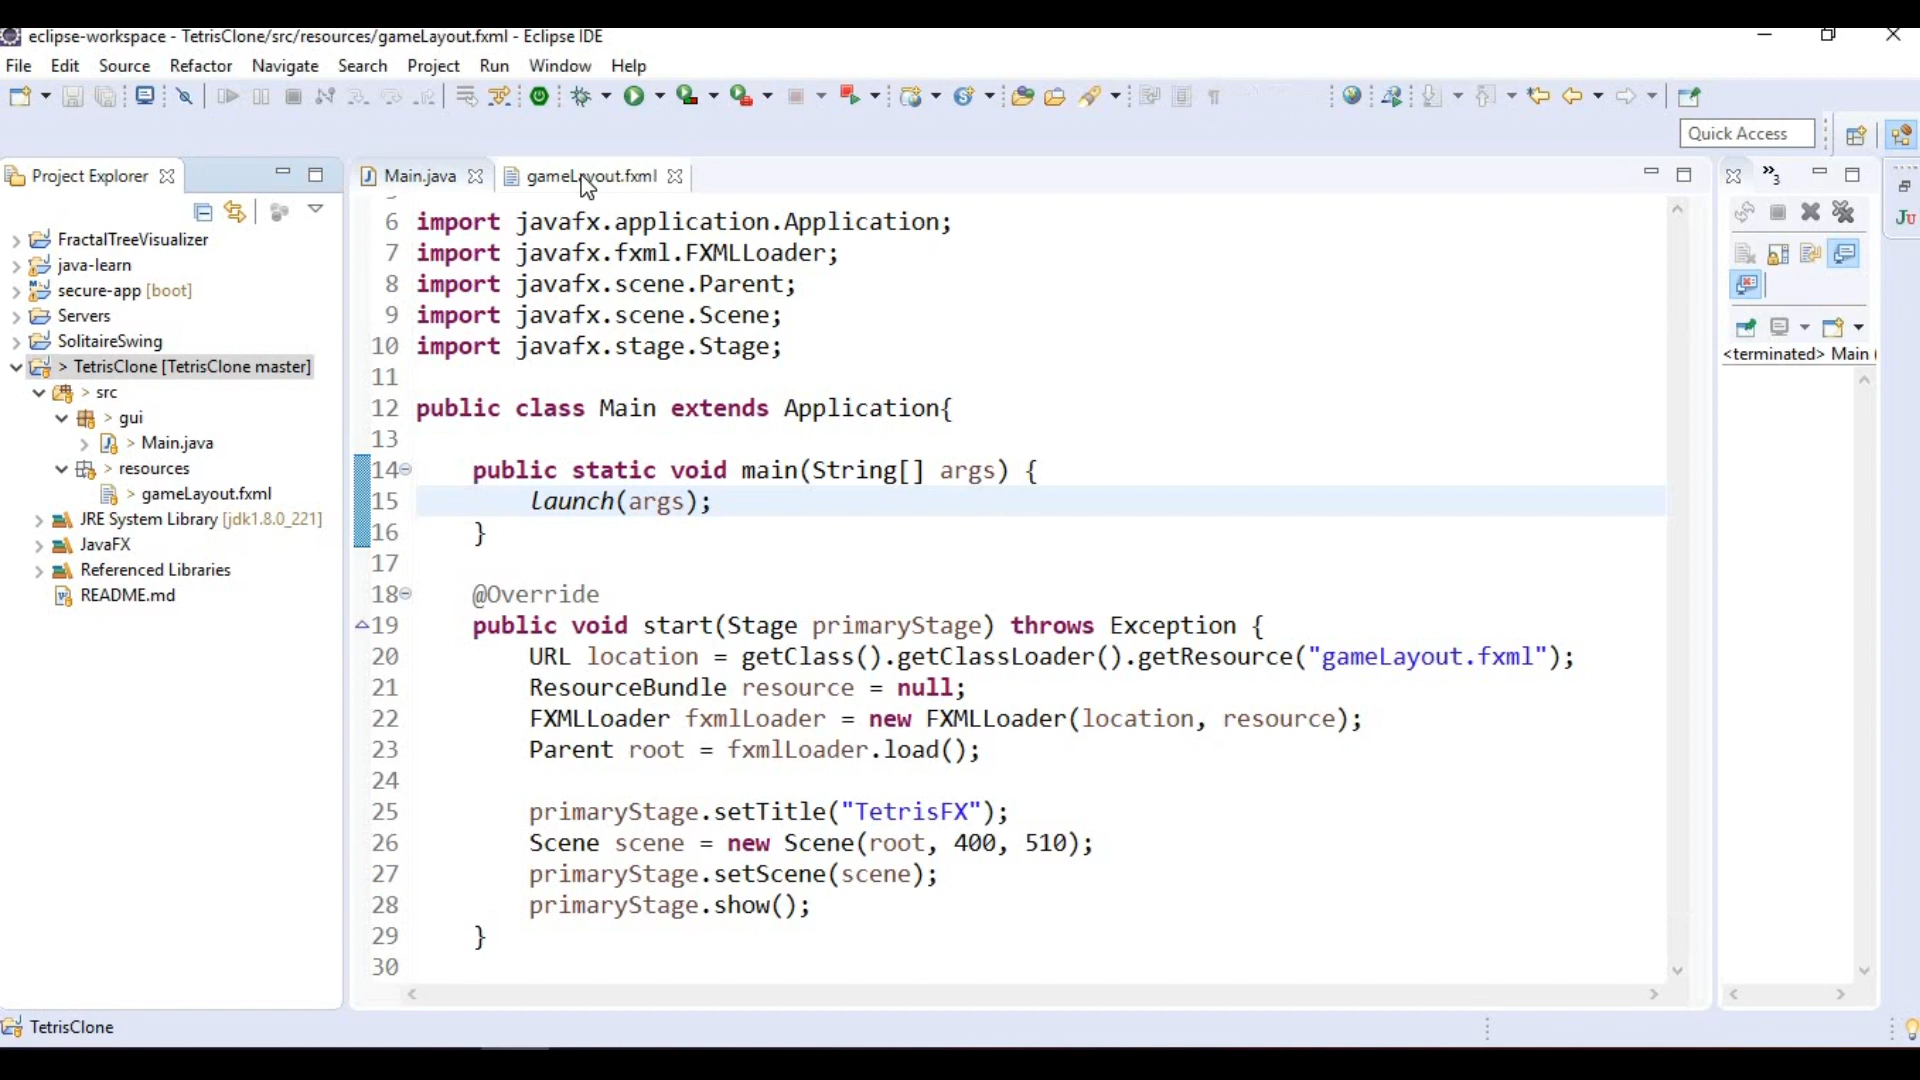 eclipse-workspace - TetrisClone/src/resources/gameLayout.fxml - Eclipse IDE
File Edit Source Refactor Navigate Search Project Run Window Help
Quick Access
Project Explorer
FractalTreeVisualizer
java-learn
secure-app [boot]
Servers
SolitaireSwing
> TetrisClone [TetrisClone master]
> src
> gui
> Main.java
> resources
> gameLayout.fxml
JRE System Library [jdk1.8.0_221]
JavaFX
Referenced Libraries
README.md
Main.java gameLayout.fxml
6 import javafx.application.Application;
7 import javafx.fxml.FXMLLoader;
8 import javafx.scene.Parent;
9 import javafx.scene.Scene;
10 import javafx.stage.Stage;
11
12 public class Main extends Application{
13
14 public static void main(String[] args) {
15 launch(args);
16 }
17
18 @Override
19 public void start(Stage primaryStage) throws Exception {
20 URL location = getClass().getClassLoader().getResource("gameLayout.fxml");
21 ResourceBundle resource = null;
22 FXMLLoader fxmlLoader = new FXMLLoader(location, resource);
23 Parent root = fxmlLoader.load();
24
25 primaryStage.setTitle("TetrisFX");
26 Scene scene = new Scene(root, 400, 510);
27 primaryStage.setScene(scene);
28 primaryStage.show();
29 }
30
»3
Ju
<terminated> Main (
TetrisClone